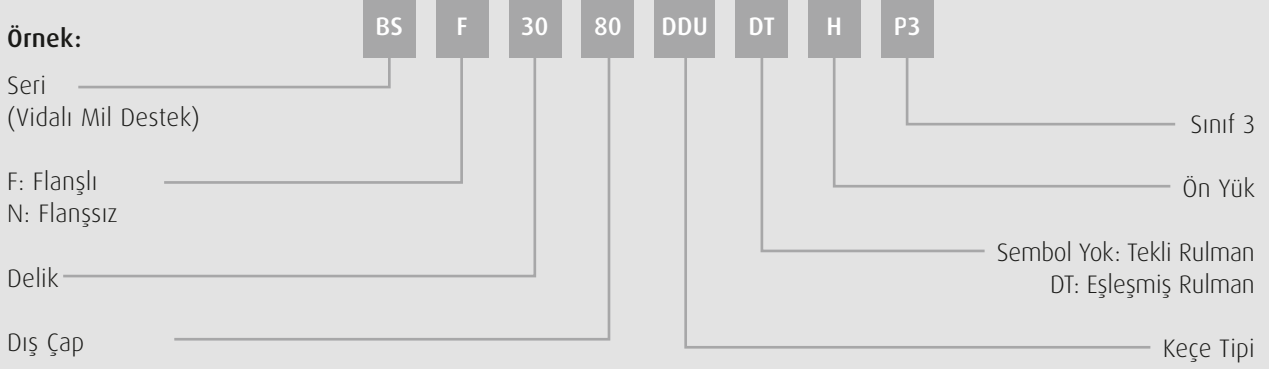 Örnek:
BS F 30 80 DDU DT H P3
Seri
(Vidalı Mil Destek)
Sınıf 3
F: Flanşlı
N: Flanşsız
Ön Yük
Sembol Yok: Tekli Rulman
DT: Eşleşmiş Rulman
Delik
Dış Çap
Keçe Tipi